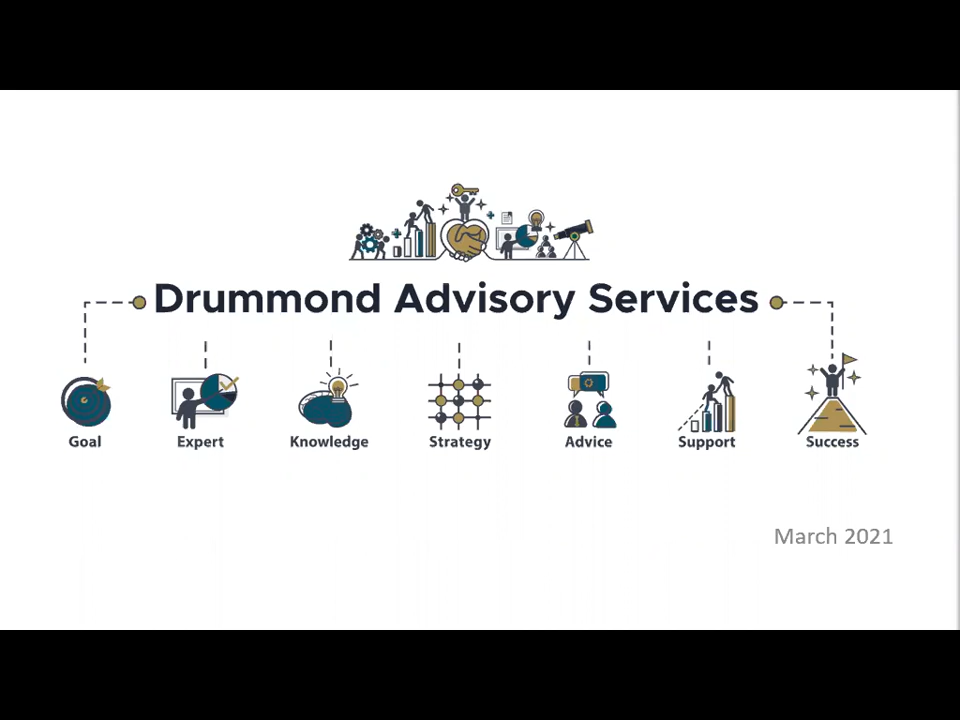 Drummond Advisory Services
Goal Expert Knowledge Strategy Advice Support Success
March 2021